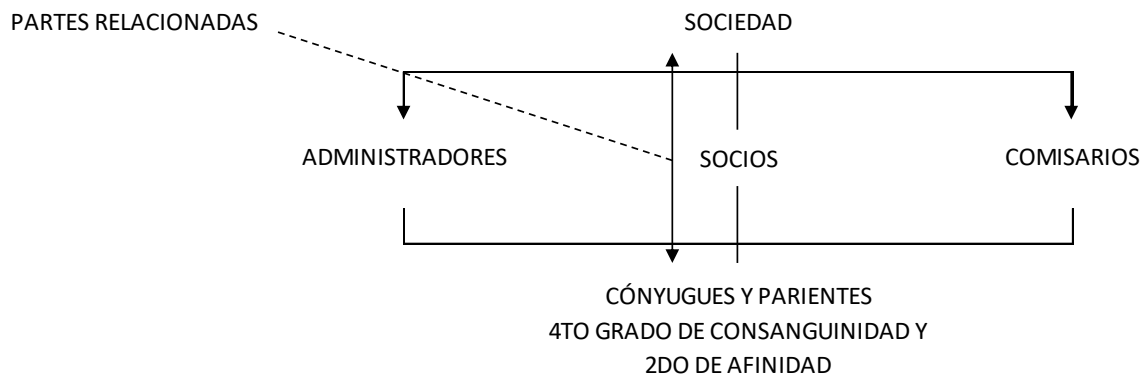 PARTES RELACIONADAS
SOCIEDAD
ADMINISTRADORES
SOCIOS
COMISARIOS
CÓNYUGUES Y PARIENTES
4TO GRADO DE CONSANGUINIDAD Y
2DO DE AFINIDAD